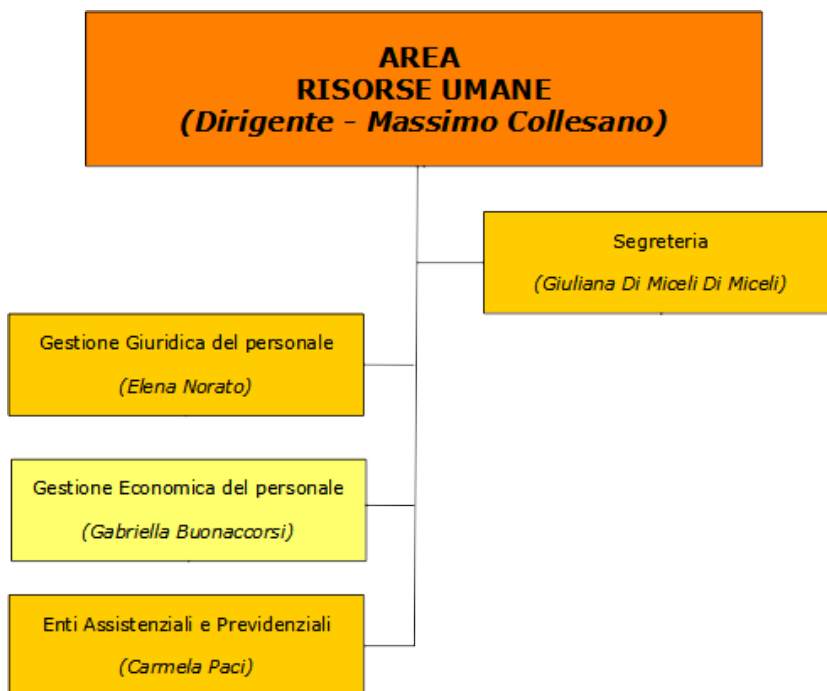 AREA
RISORSE UMANE
(Dirigente - Massimo Collesano)
Segreteria
(Giuliana Di Miceli Di Miceli)
Gestione Giuridica del personale
(Elena Norato)
Gestione Economica del personale
(Gabriella Buonaccorsi)
Enti Assistenziali e Previdenziali
(Carmela Paci)